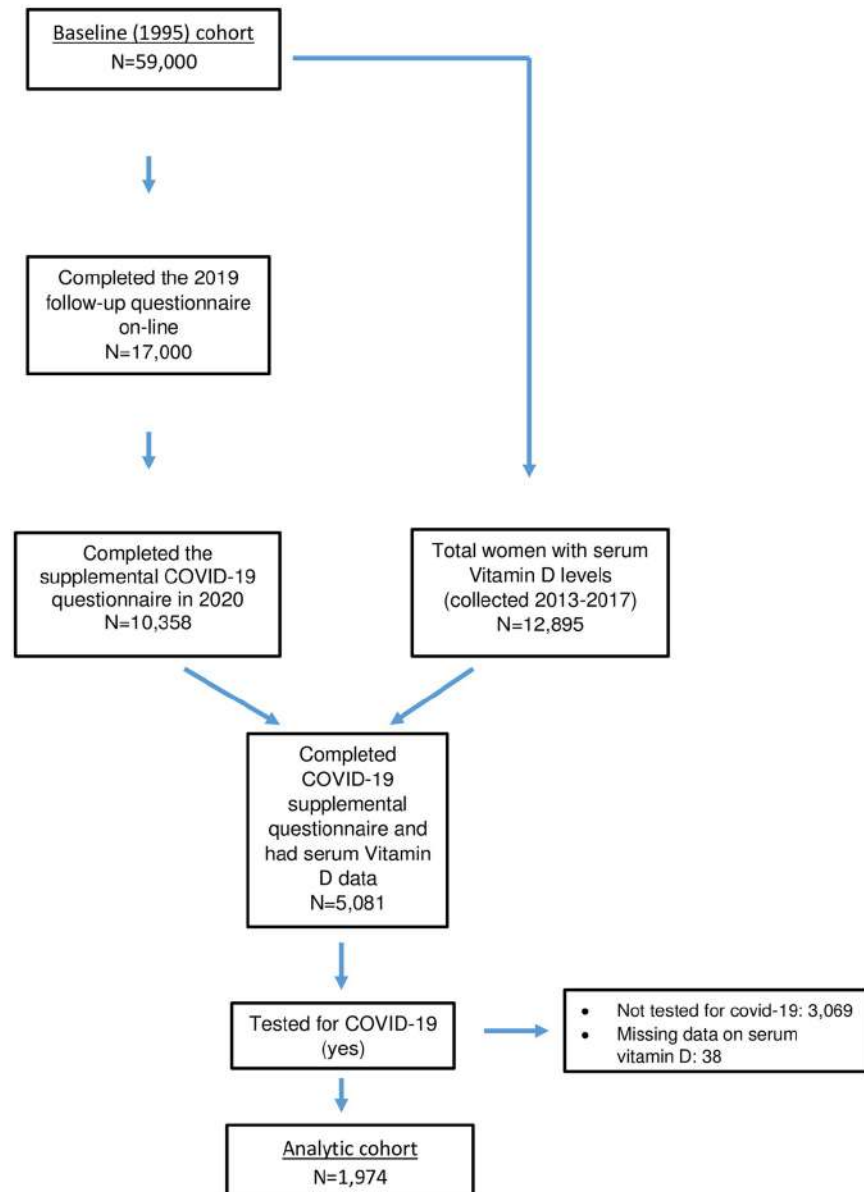 Baseline (1995) cohort
N=59,000
Completed the 2019
follow-up questionnaire
on-line
N=17,000
Completed the
supplemental COVID-19
questionnaire in 2020
N=10,358
Total women with serum
Vitamin D levels
(collected 2013-2017)
N=12,895
Completed
COVID-19
supplemental
questionnaire and
had serum Vitamin
D data
N=5,081
Tested for COVID-19
(yes)
• Not tested for covid-19: 3,069
• Missing data on serum
vitamin D: 38
Analytic cohort
N=1,974